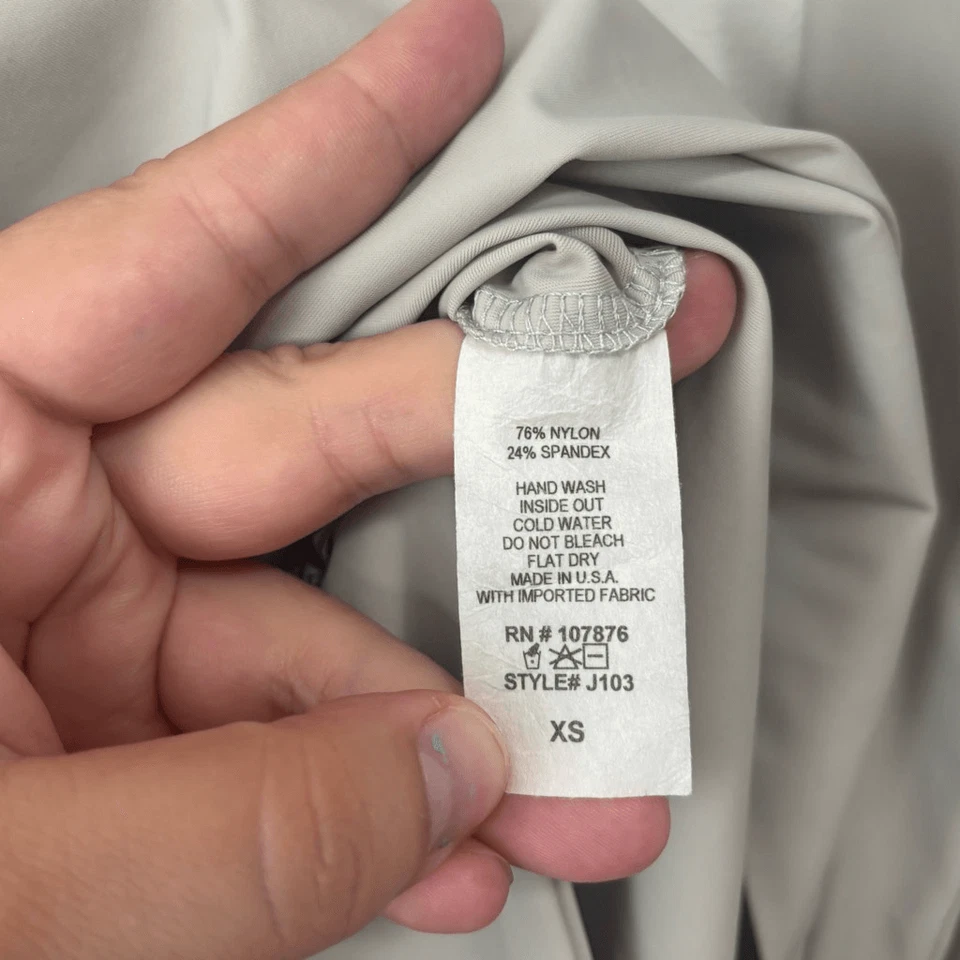 76% NYLON
24% SPANDEX
HAND WASH
INSIDE OUT
COLD WATER
DO NOT BLEACH
FLAT DRY
MADE IN U.S.A.
WITH IMPORTED FABRIC
RN # 107876
STYLE# J103
XS